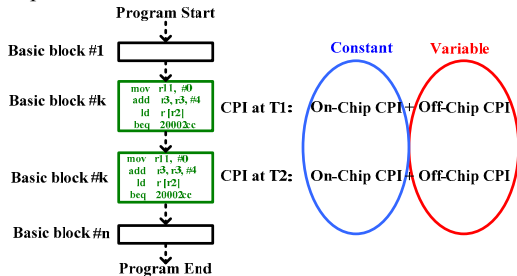 Program Start
Constant Variable
Basic block #1
Basic block #k
mov r11, #0
add r3, r3, #4
ld r [r2]
beq 20002cc
CPI at T1: On-Chip CPI + Off-Chip CPI
Basic block #k
mov r11, #0
add r3, r3, #4
ld r [r2]
beq 20002cc
CPI at T2: On-Chip CPI + Off-Chip CPI
Basic block #n
Program End